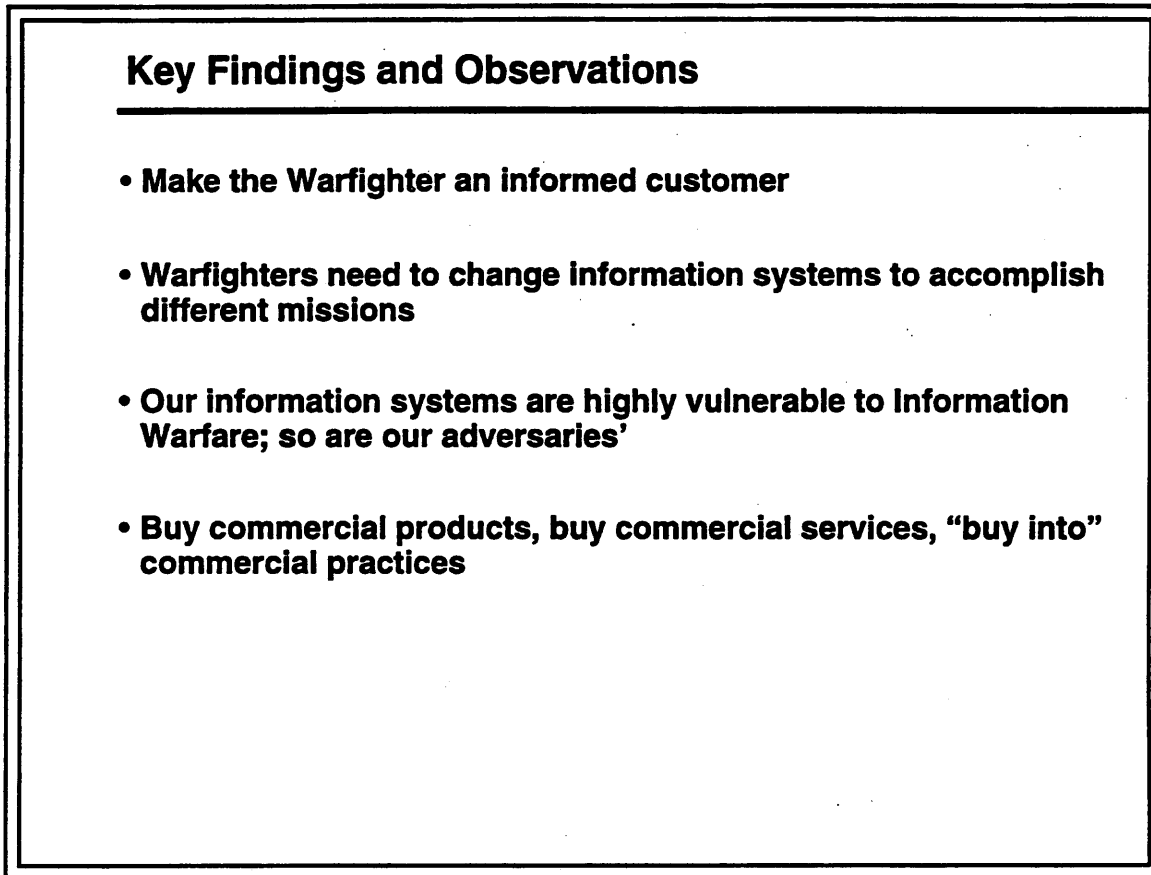 Key Findings and Observations
• Make the Warfighter an informed customer
• Warfighters need to change information systems to accomplish
different missions
• Our information systems are highly vulnerable to Information
Warfare; so are our adversaries’
• Buy commercial products, buy commercial services, “buy into”
commercial practices